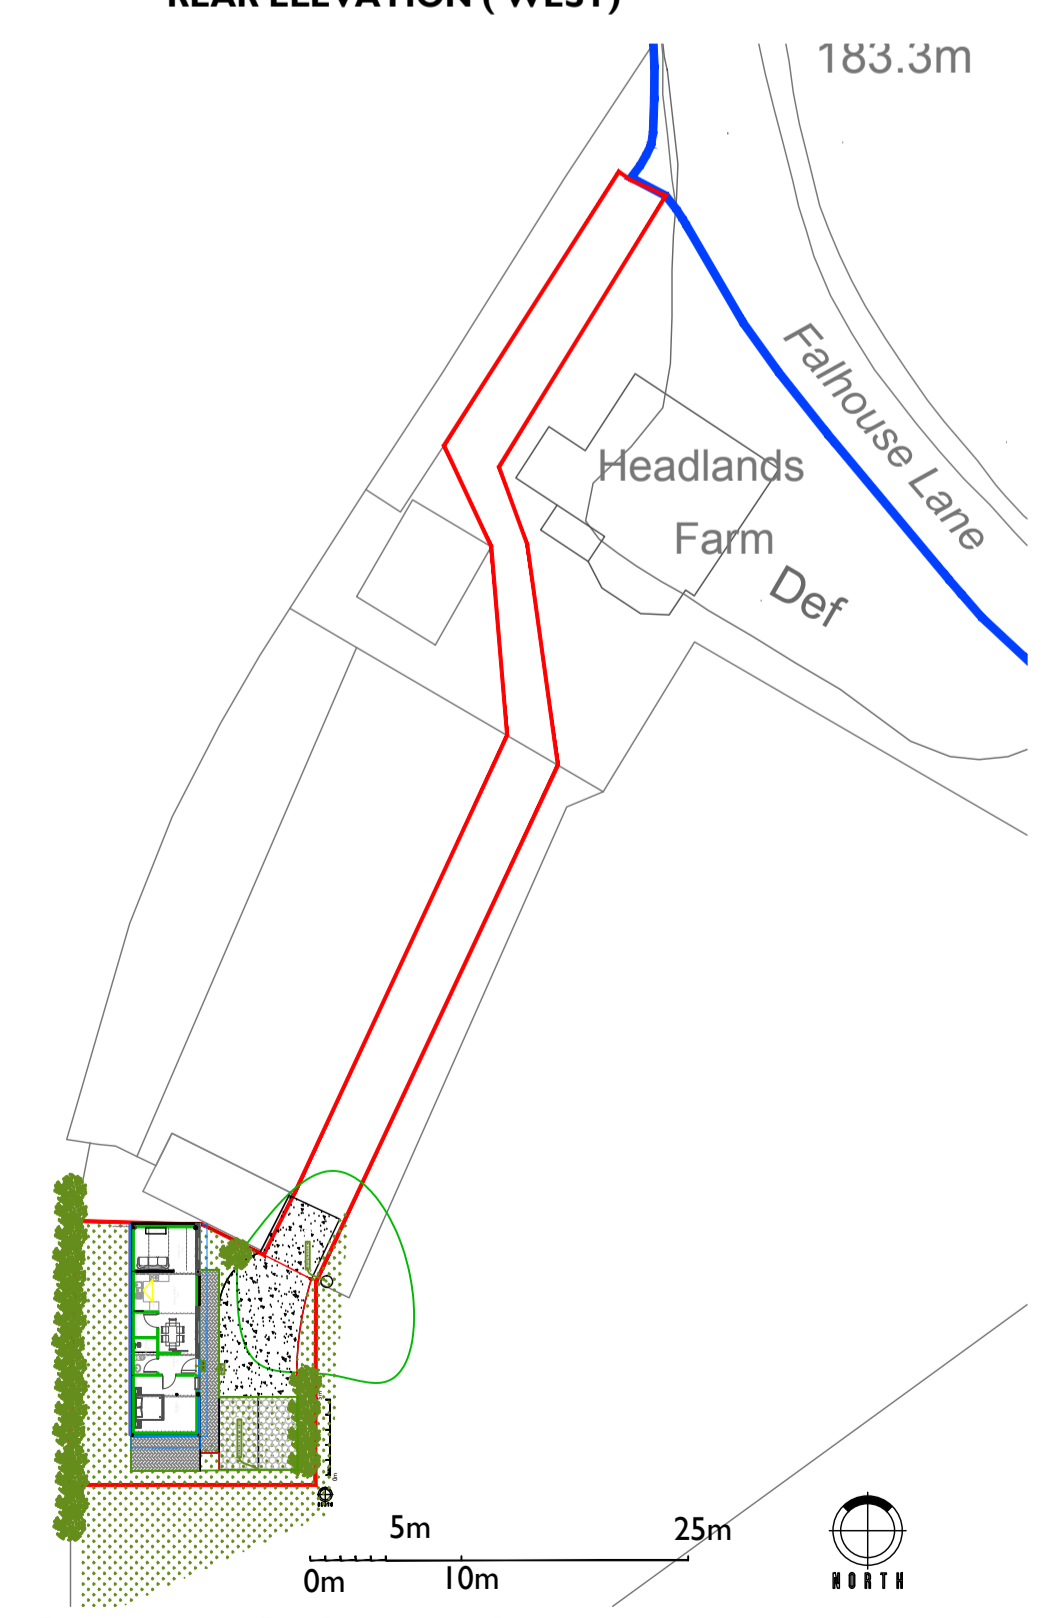 REAR ELEVATION ( WEST)
183.3m
Falhouse Lane
Headlands
Farm
Def
5m
25m
0m
10m
NORTH